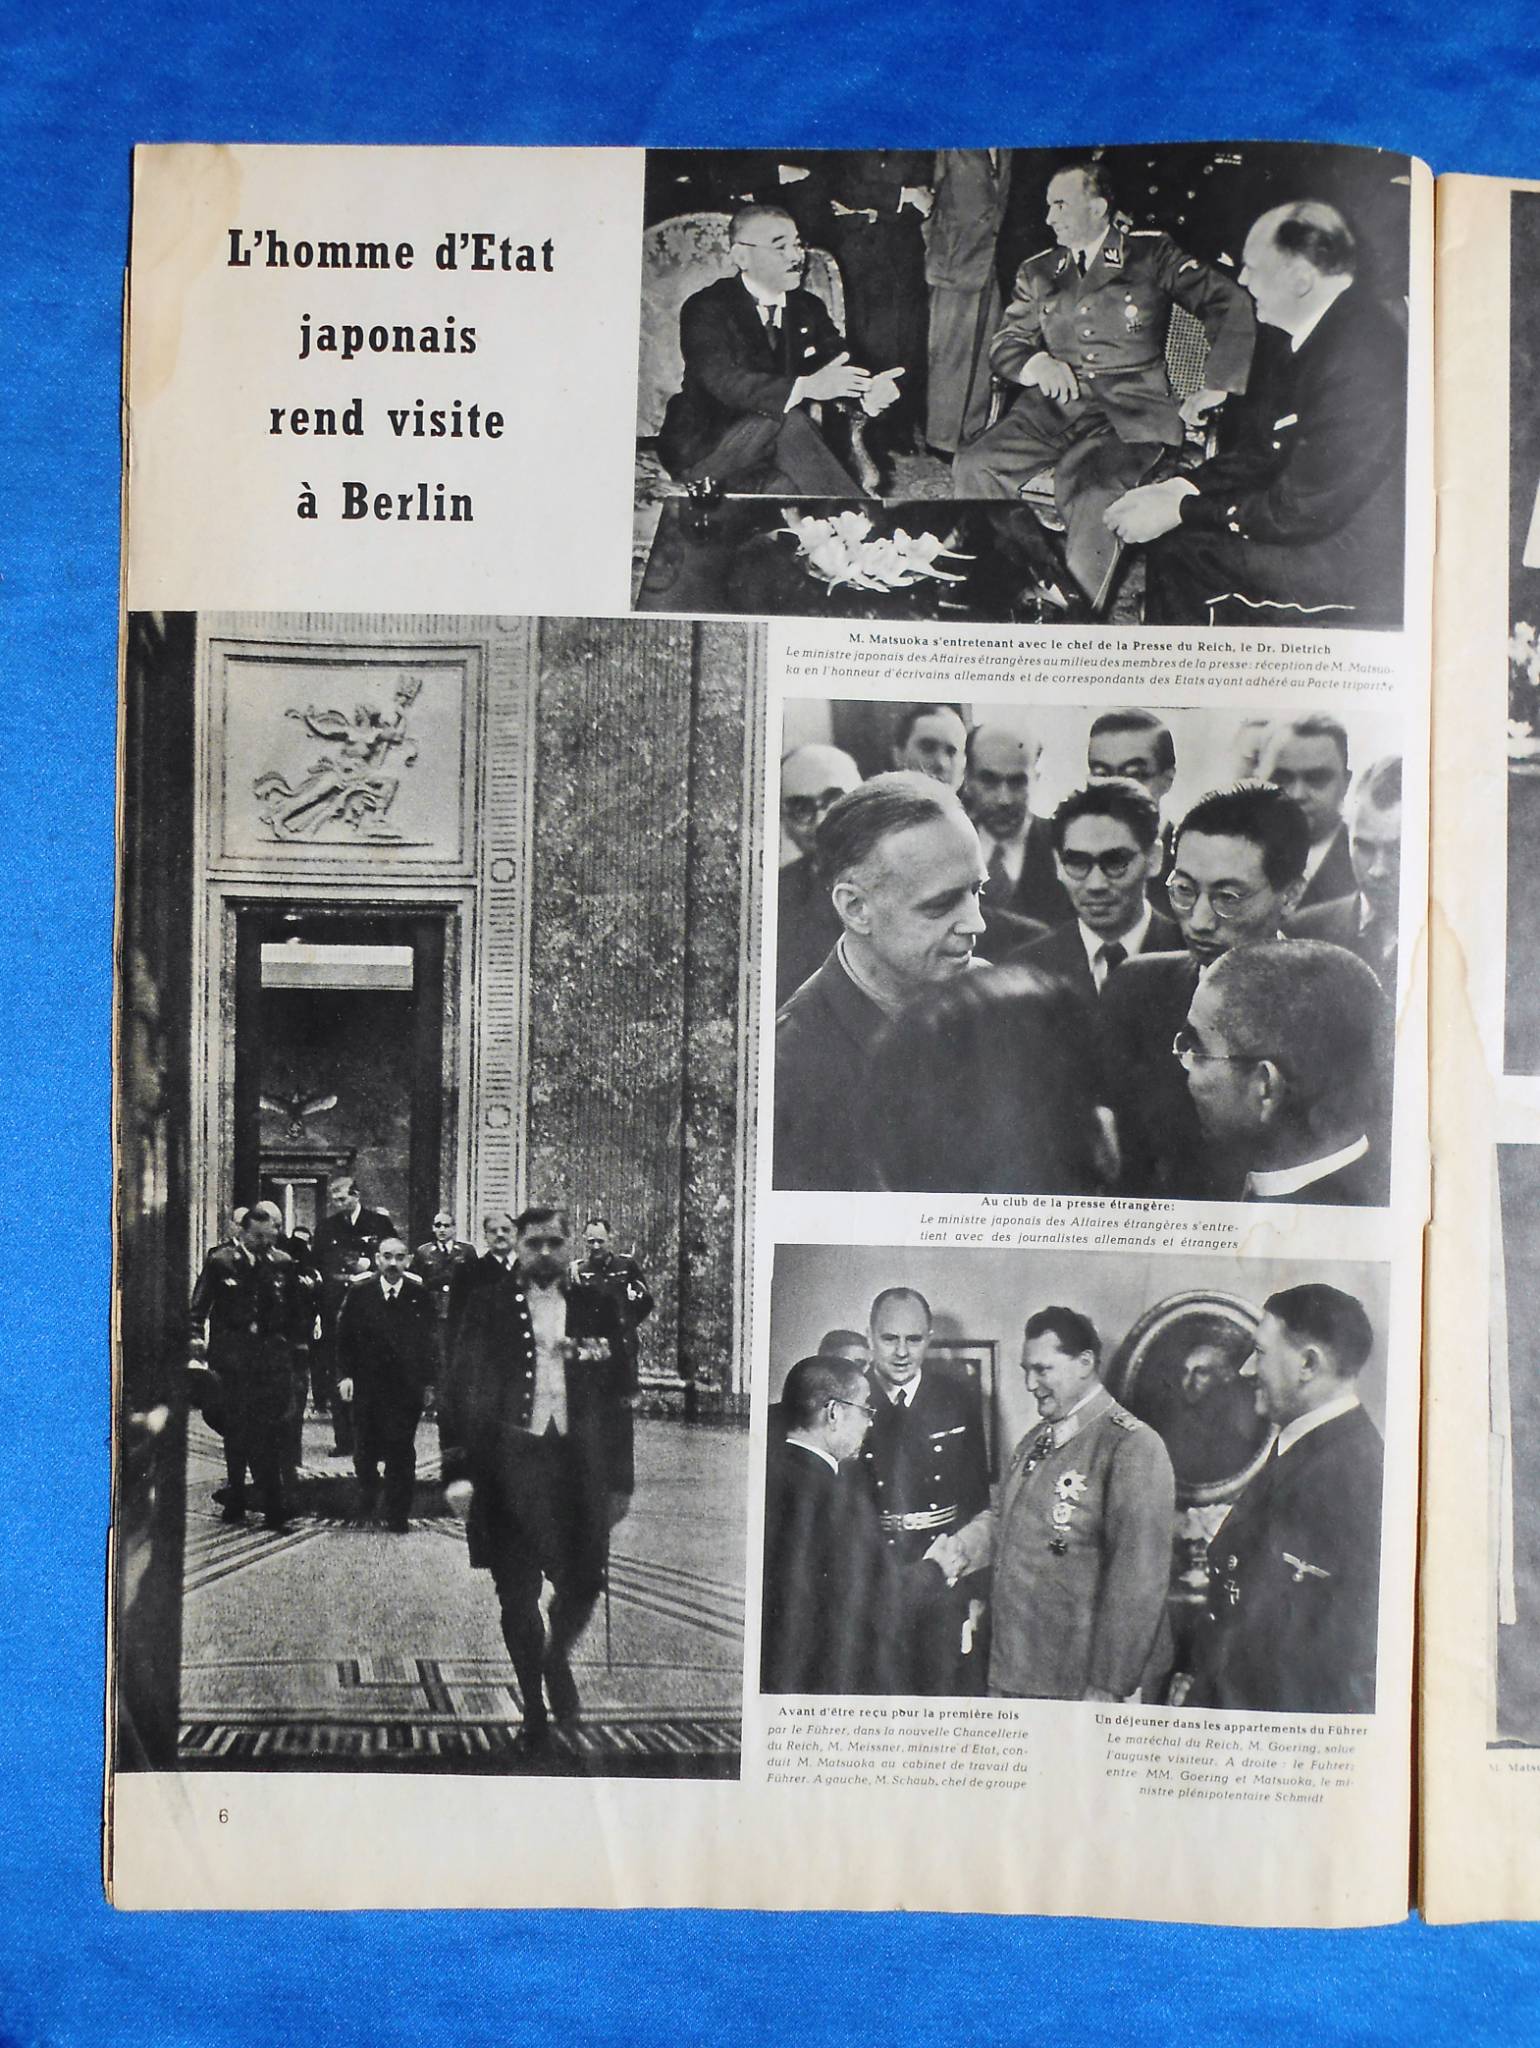 L'homme d'Etat
japonais
rend visite
à Berlin
M. Matsuoka s'entretenant avec le chef de la Presse du Reich, le Dr. Dietrich
Le ministre japonais des Affaires étrangères au milieu des membres de la presse: réception de M. Matsuo-
ka en l'honneur d'écrivains allemands et de correspondants des Etats ayant adhéré au Pacte tripartite
Au club de la presse étrangère:
Le ministre japonais des Affaires étrangères s'entre-
tient avec des journalistes allemands et étrangers
Avant d'être reçu pour la première fois
par le Führer, dans la nouvelle Chancellerie
du Reich, M. Meissner, ministre d'Etat, con-
duit M. Matsuoka au cabinet de travail du
Führer. A gauche, M. Schaub, chef de groupe
Un déjeuner dans les appartements du Führer
Le maréchal du Reich, M. Goering, salue
l'auguste visiteur. A droite: le Fuhrer;
entre MM. Goering et Matsuoka, le mi-
nistre plénipotentaire Schmidt
6
M. Matsu